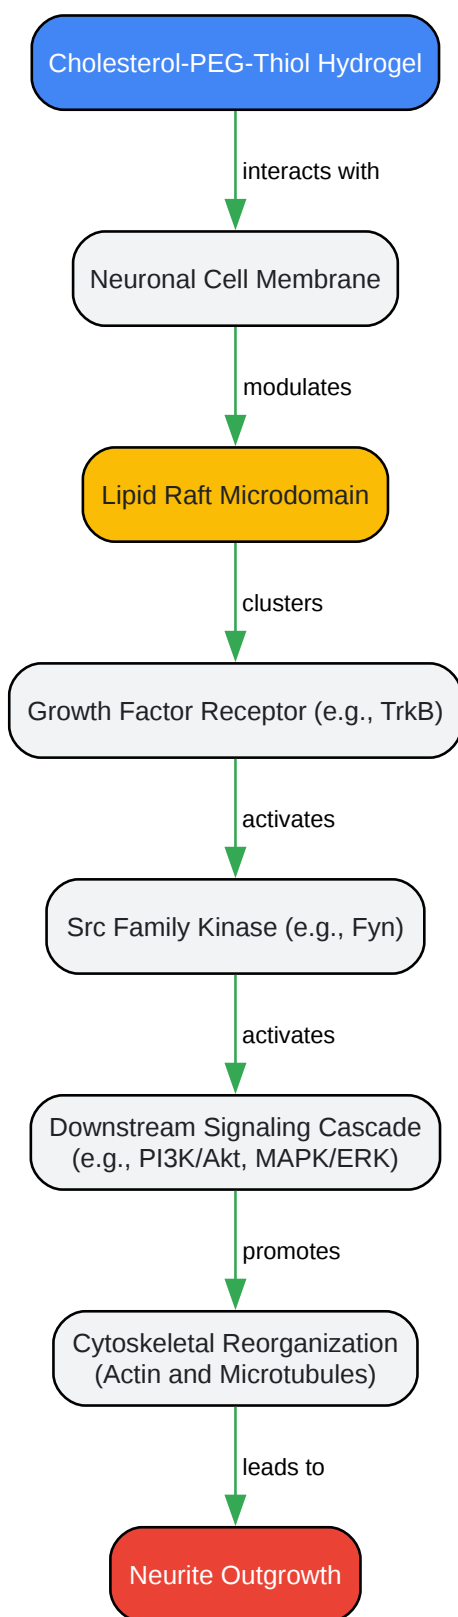 Cholesterol-PEG-Thiol Hydrogel
interacts with
Neuronal Cell Membrane
modulates
Lipid Raft Microdomain
clusters
Growth Factor Receptor (e.g., TrkB)
activates
Src Family Kinase (e.g., Fyn)
activates
Downstream Signaling Cascade
(e.g., PI3K/Akt, MAPK/ERK)
promotes
Cytoskeletal Reorganization
(Actin and Microtubules)
leads to
Neurite Outgrowth